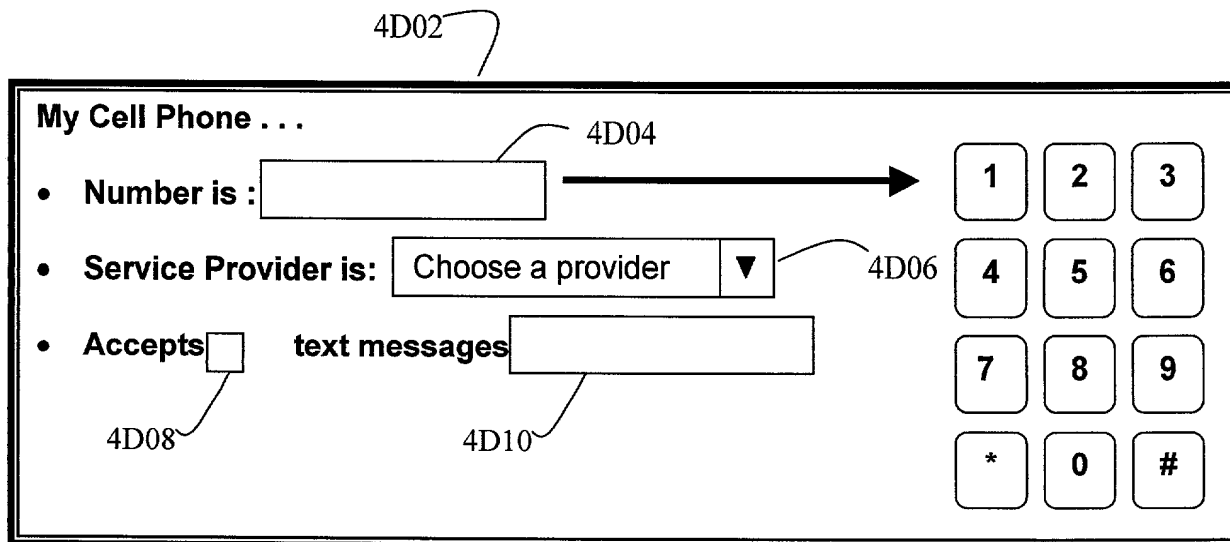 4D02
My Cell Phone . . .
4D04
• Number is :
1 2 3
• Service Provider is: Choose a provider ▼
4D06
4 5 6
• Accepts text messages
7 8 9
4D08
4D10
* 0 #